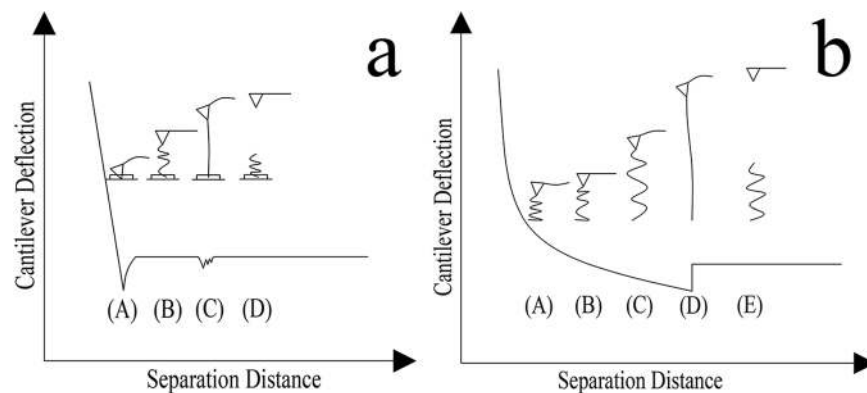 a
Cantilever Deflection
(A) (B) (C) (D)
Separation Distance
b
Cantilever Deflection
(A) (B) (C) (D) (E)
Separation Distance